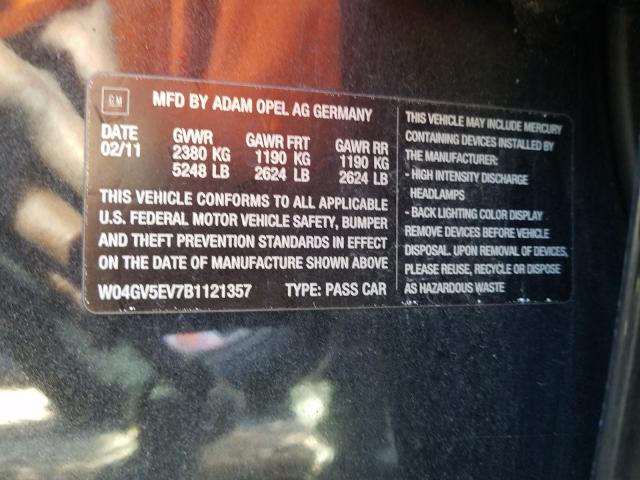 GM
MFD BY ADAM OPEL AG GERMANY
DATE GVWR GAWR FRT GAWR RR
02/11 2380 KG 1190 KG 1190 KG
5248 LB 2624 LB 2624 LB
THIS VEHICLE CONFORMS TO ALL APPLICABLE
U.S. FEDERAL MOTOR VEHICLE SAFETY, BUMPER
AND THEFT PREVENTION STANDARDS IN EFFECT
ON THE DATE OF MANUFACTURE SHOWN ABOVE
W04GV5EV7B1121357 TYPE: PASS CAR
THIS VEHICLE MAY INCLUDE MERCURY
CONTAINING DEVICES INSTALLED BY
THE MANUFACTURER:
- HIGH INTENSITY DISCHARGE
HEADLAMPS
- BACK LIGHTING COLOR DISPLAY
REMOVE DEVICES BEFORE VEHICLE
DISPOSAL. UPON REMOVAL OF DEVICES,
PLEASE REUSE, RECYCLE OR DISPOSE
AS HAZARDOUS WASTE